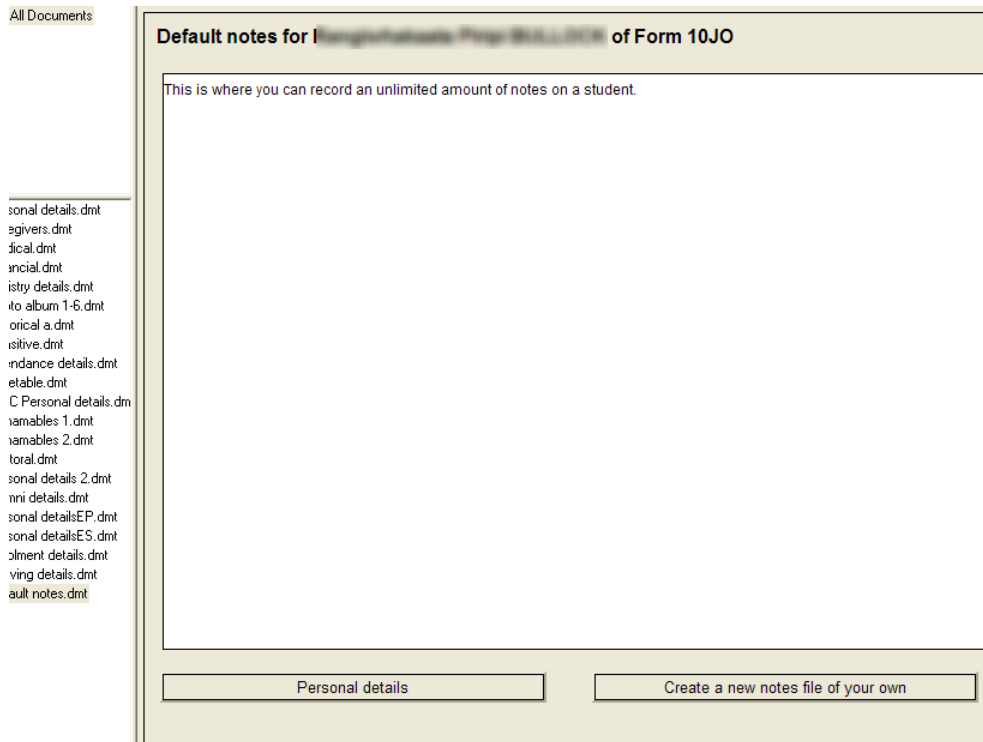 All Documents
Default notes for of Form 10JO
This is where you can record an unlimited amount of notes on a student.
sonal details.dmt
egivers.dmt
dical.dmt
ancial.dmt
istry details.dmt
to album 1-6.dmt
orical a.dmt
sitive.dmt
endance details.dmt
etable.dmt
C Personal details.dm
namables 1.dmt
namables 2.dmt
toral.dmt
sonal details 2.dmt
nni details.dmt
sonal detailsEP.dmt
sonal detailsES.dmt
olment details.dmt
ving details.dmt
ault notes.dmt
Personal details
Create a new notes file of your own